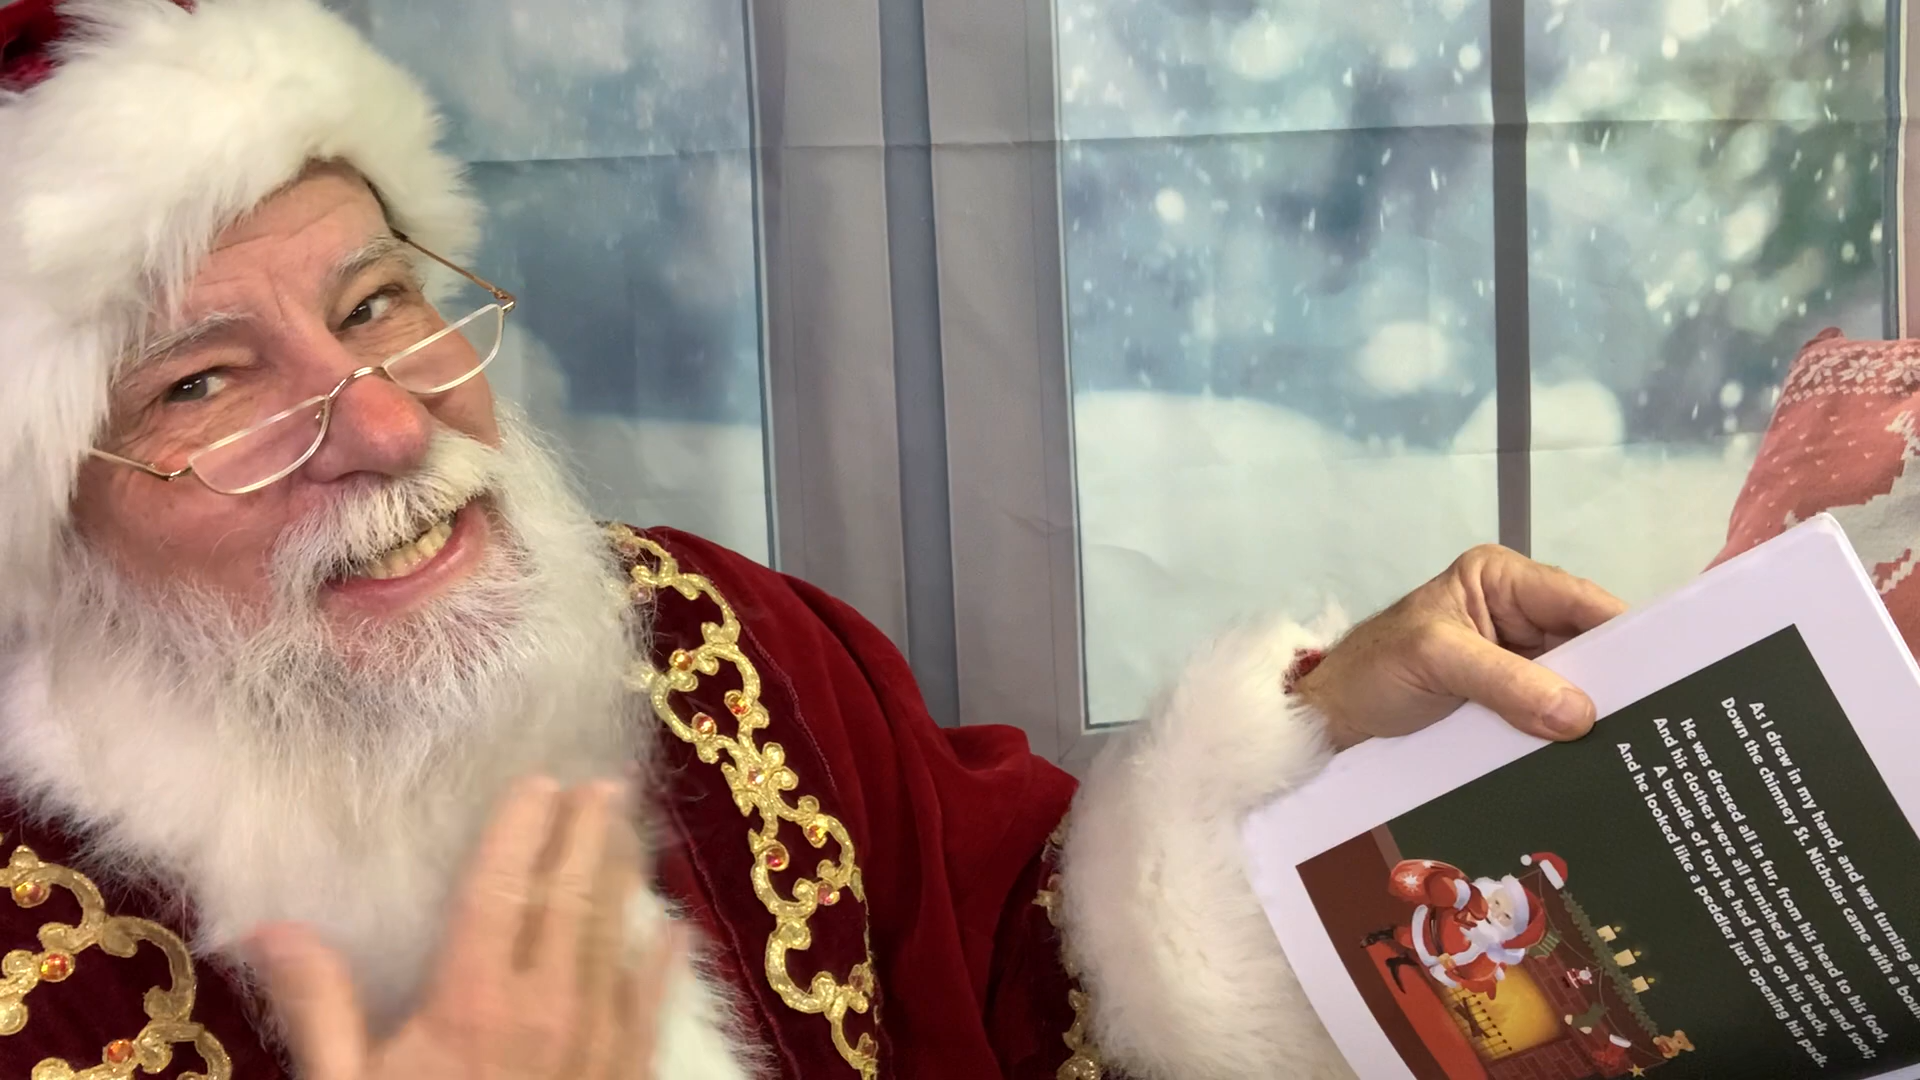 As I drew in my hand, and was turning
Down the chimney St. Nicholas came with a
He was dressed all in fur, from his head to his foot,
And his clothes were all tarnished with ashes and soot;
A bundle of toys he had flung on his back,
And he looked like a peddler just opening his pack.